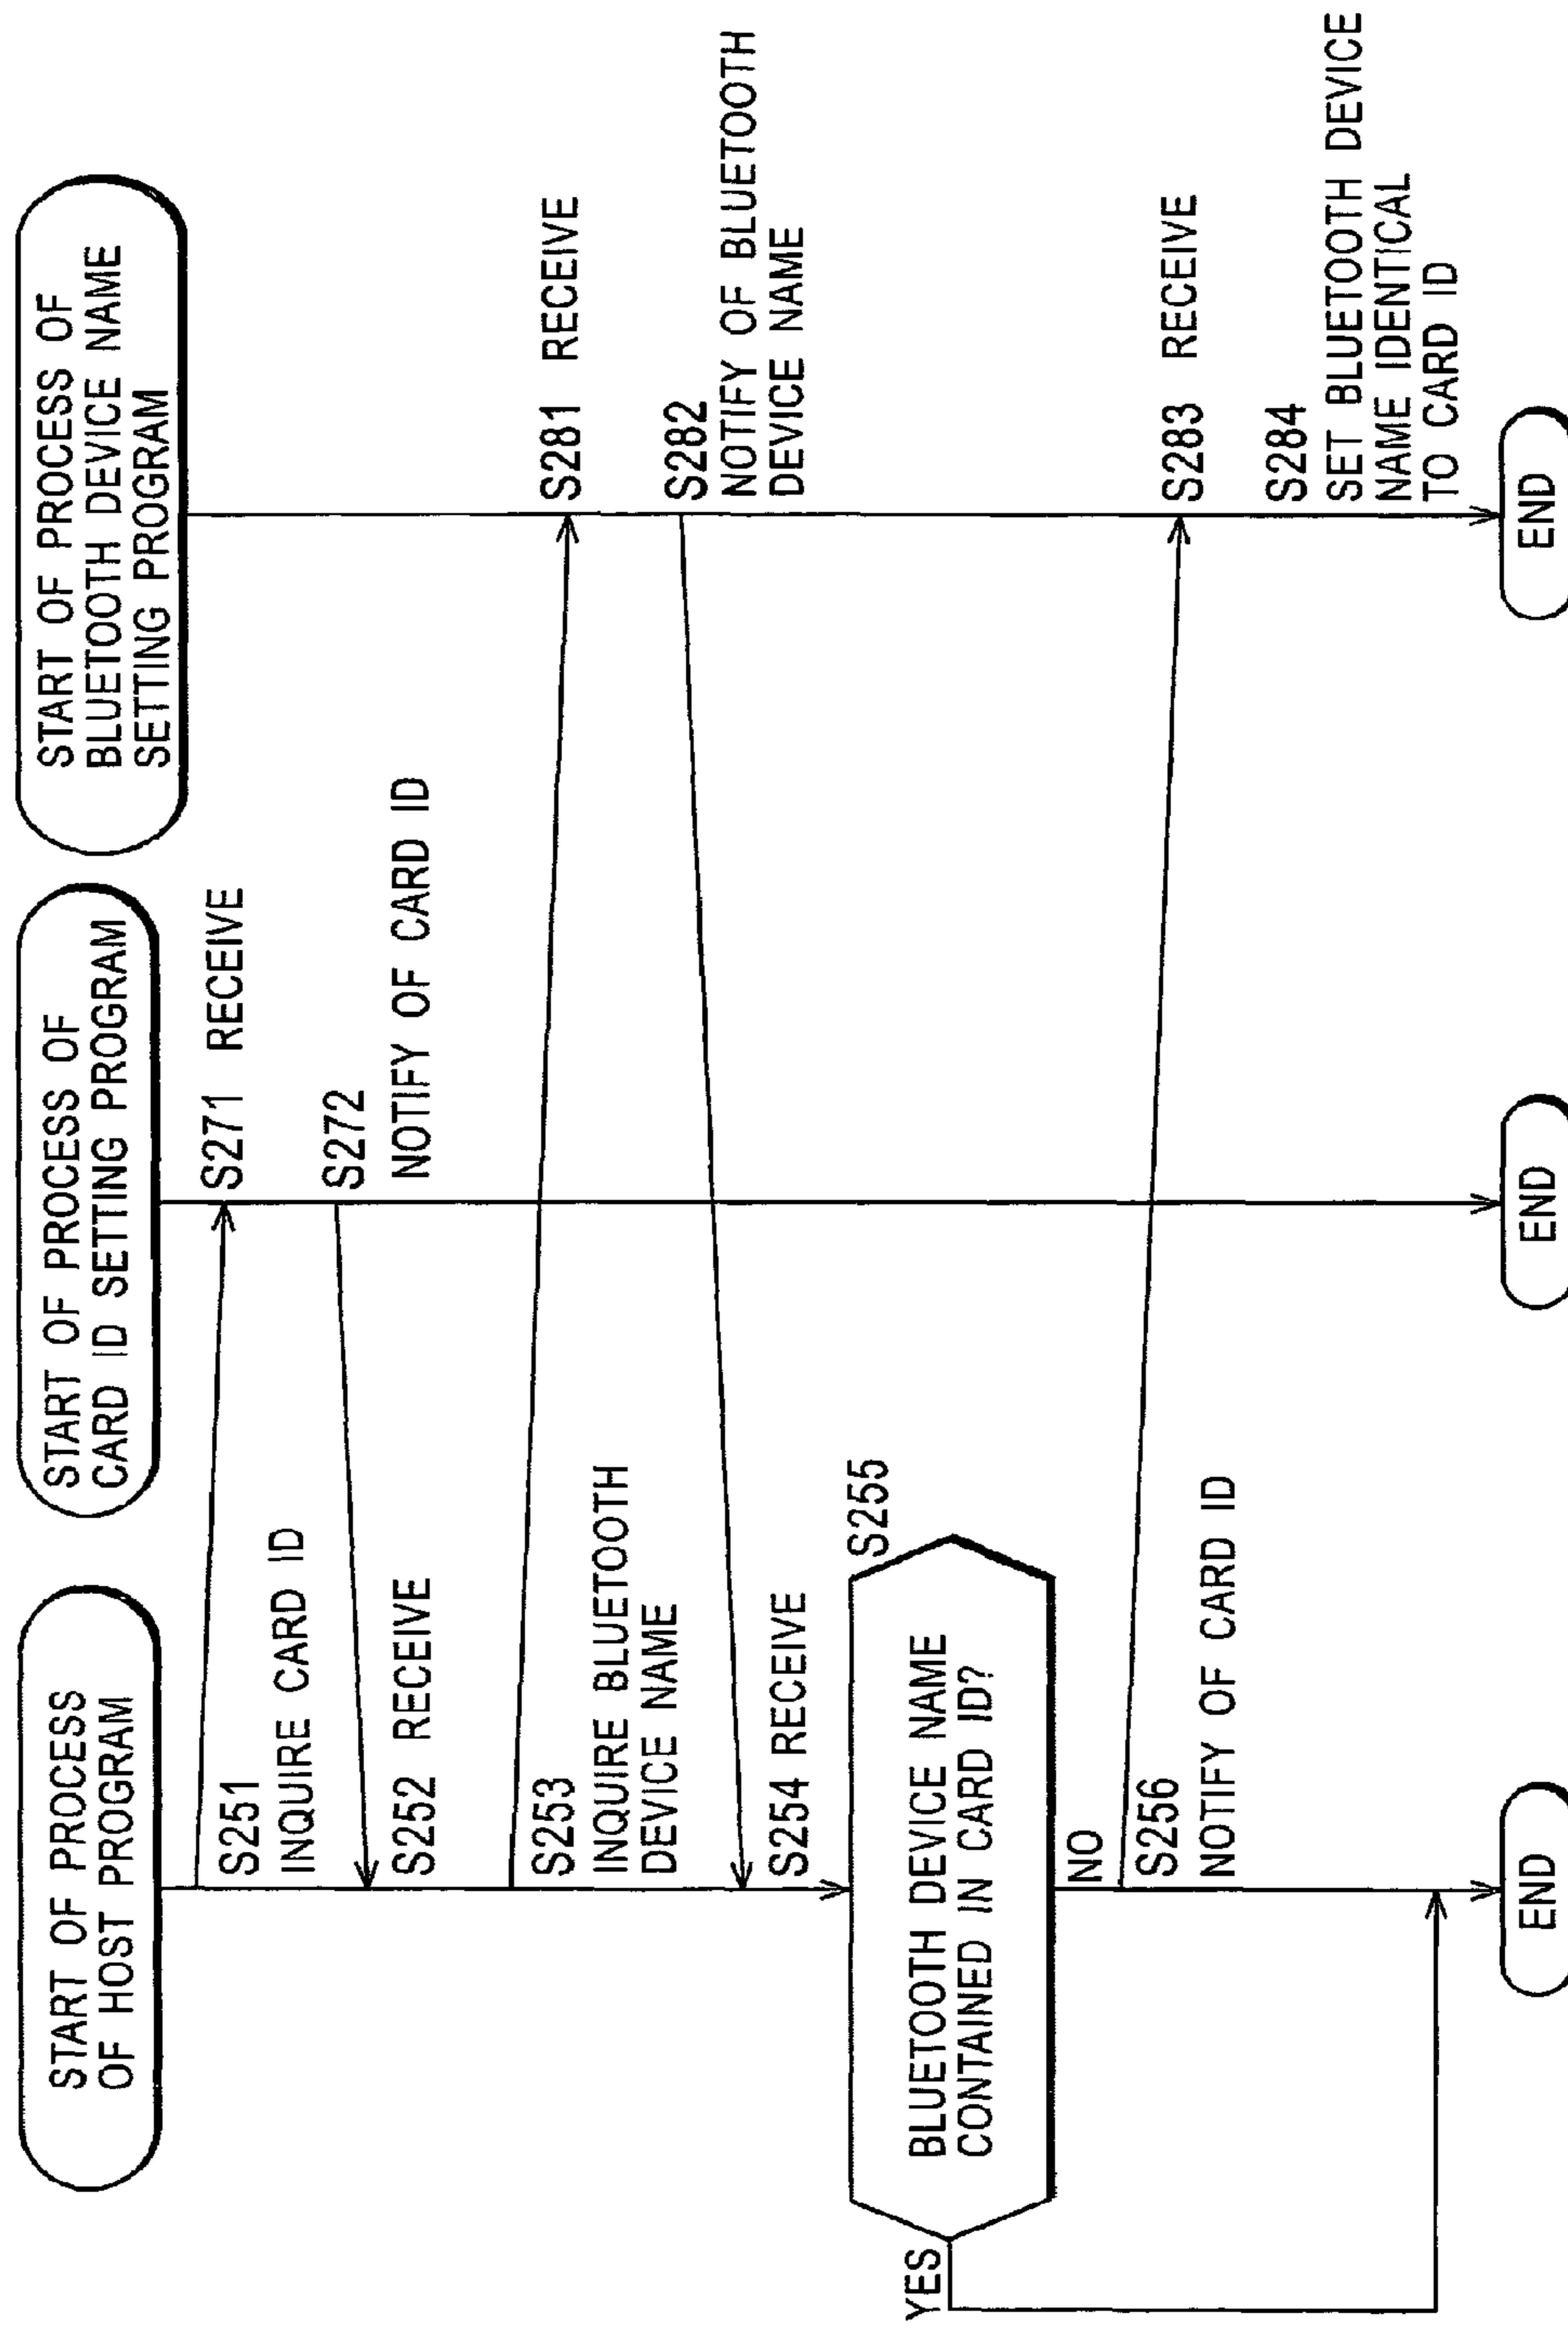 START OF PROCESS
OF HOST PROGRAM
START OF PROCESS OF
CARD ID SETTING PROGRAM
START OF PROCESS OF
BLUETOOTH DEVICE NAME
SETTING PROGRAM
S251
INQUIRE CARD ID
S271 RECEIVE
S272
NOTIFY OF CARD ID
S252 RECEIVE
S253
INQUIRE BLUETOOTH
DEVICE NAME
S281 RECEIVE
S282
NOTIFY OF BLUETOOTH
DEVICE NAME
S254 RECEIVE
S255
BLUETOOTH DEVICE NAME
CONTAINED IN CARD ID?
YES
NO
S256
NOTIFY OF CARD ID
S283 RECEIVE
S284
SET BLUETOOTH DEVICE
NAME IDENTICAL
TO CARD ID
END
END
END